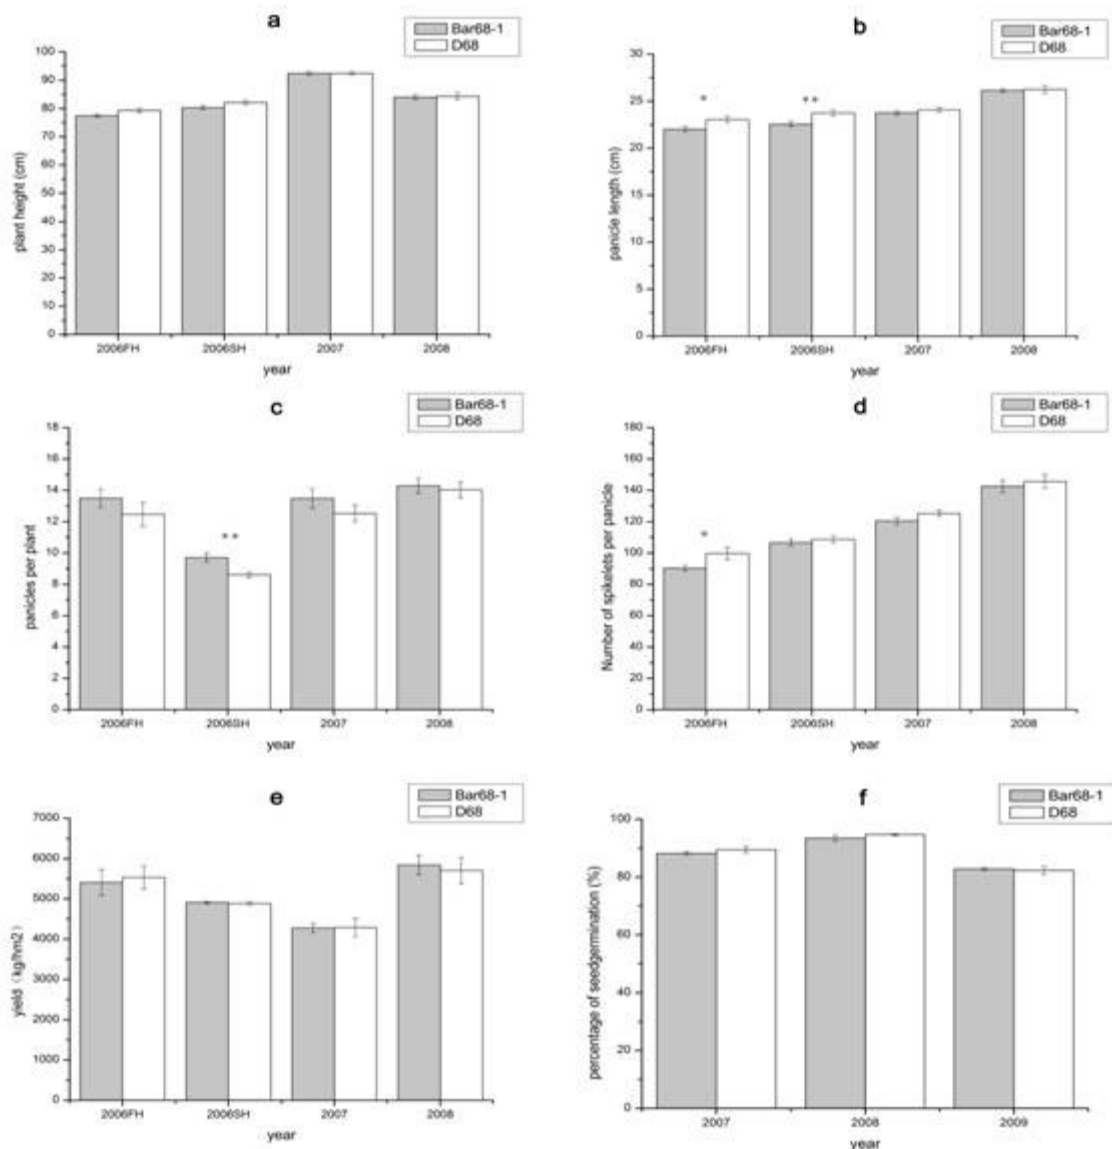 a
Bar68-1
D68
plant height (cm)
100
90
80
70
60
50
40
30
20
10
0
2006FH 2006SH 2007 2008
year
b
Bar68-1
D68
panicle length (cm)
30
25
20
15
10
5
0
*
**
2006FH 2006SH 2007 2008
year
c
Bar68-1
D68
panicles per plant
18
16
14
12
10
8
6
4
2
0
**
2006FH 2006SH 2007 2008
year
d
Bar68-1
D68
Number of spikelets per panicle
180
160
140
120
100
80
60
40
20
0
*
2006FH 2006SH 2007 2008
year
e
Bar68-1
D68
yield（kg/hm2）
7000
6000
5000
4000
3000
2000
1000
0
2006FH 2006SH 2007 2008
year
f
Bar68-1
D68
percentage of seedgermination (%)
100
80
60
40
20
0
2007 2008 2009
year